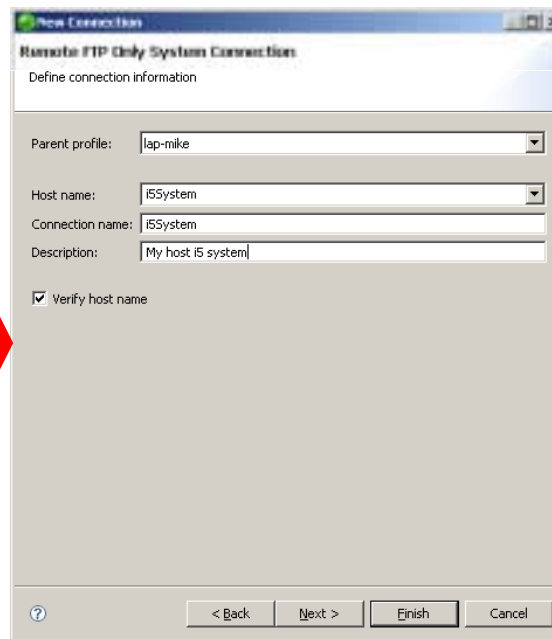 New Connection
Remote FTP Only System Connection
Define connection information
Parent profile: lap-mike
Host name: i5System
Connection name: i5System
Description: My host i5 system
Verify host name
? < Back Next > Finish Cancel